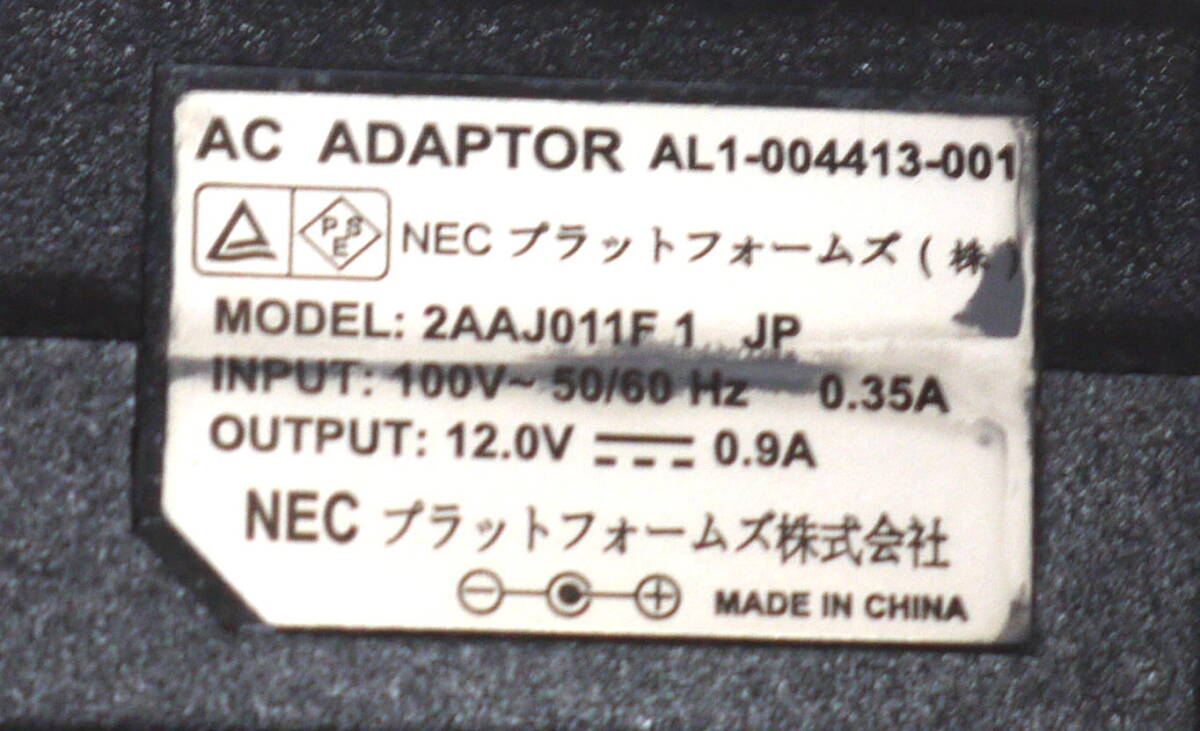 AC ADAPTOR AL1-004413-001
PSE NEC プラットフォームズ (株)
MODEL: 2AAJ011F 1 JP
INPUT: 100V~ 50/60 Hz 0.35A
OUTPUT: 12.0V ⎓ 0.9A
NEC プラットフォームズ株式会社
MADE IN CHINA